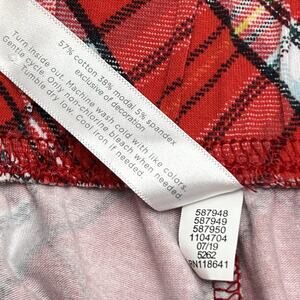 57% cotton 38% modal 5% spandex
exclusive of decoration
Turn inside out. Machine wash cold with like colors.
Gentle cycle. Only non-chlorine bleach when needed.
Tumble dry low. Cool iron if needed.
587948
587949
587950
1104704
07/19
5262
RN118641